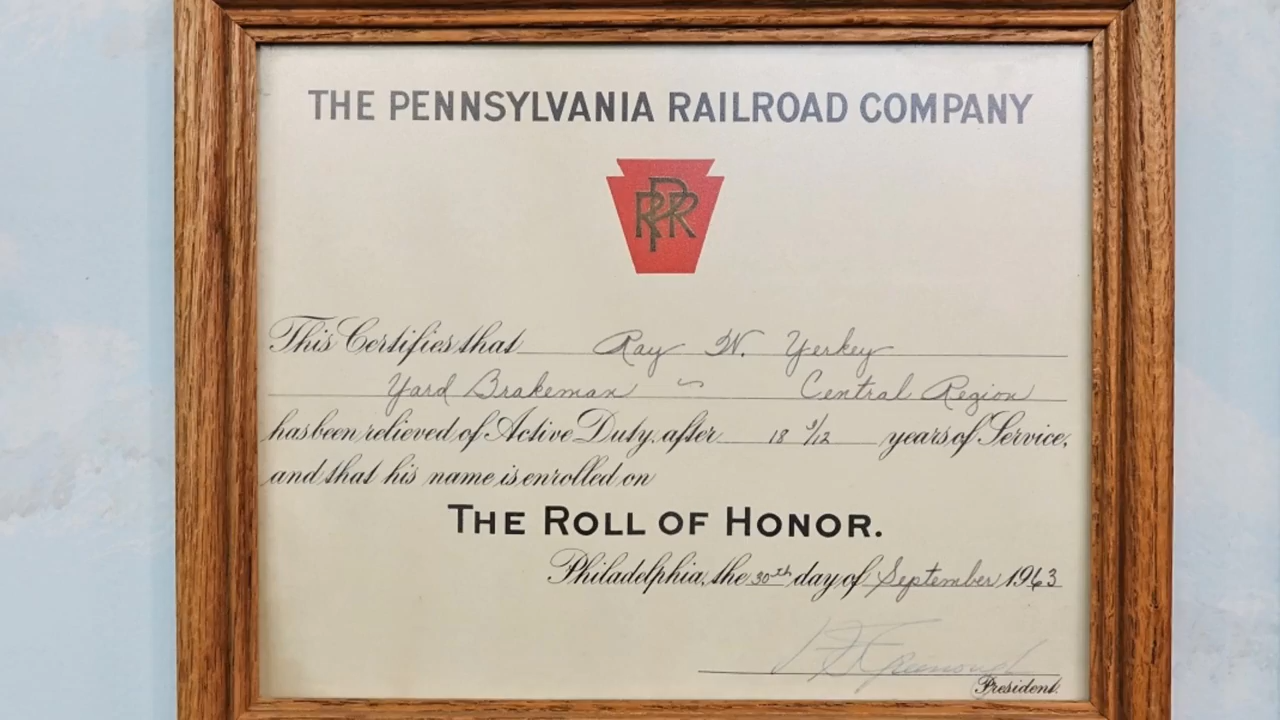 THE PENNSYLVANIA RAILROAD COMPANY
PRR
This Certifies that Ray W. Yerkey
Yard Brakeman ~ Central Region
has been relieved of Active Duty, after 18 /12 years of Service,
and that his name is enrolled on
THE ROLL OF HONOR.
Philadelphia, the 30th day of September 1963
President.